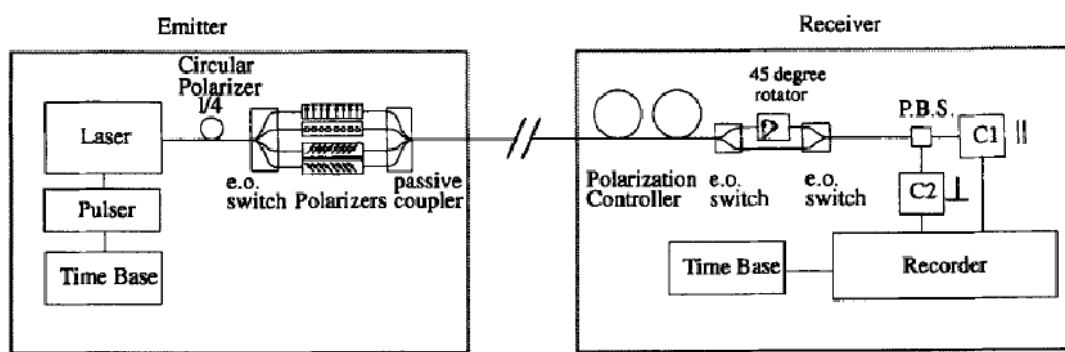 Emitter
Receiver
Circular
Polarizer
1/4
Laser
Pulser
Time Base
e.o.
switch
Polarizers
passive
coupler
45 degree
rotator
P.B.S.
C1 ||
C2 ⊥
Polarization
Controller
e.o.
switch
e.o.
switch
Time Base
Recorder